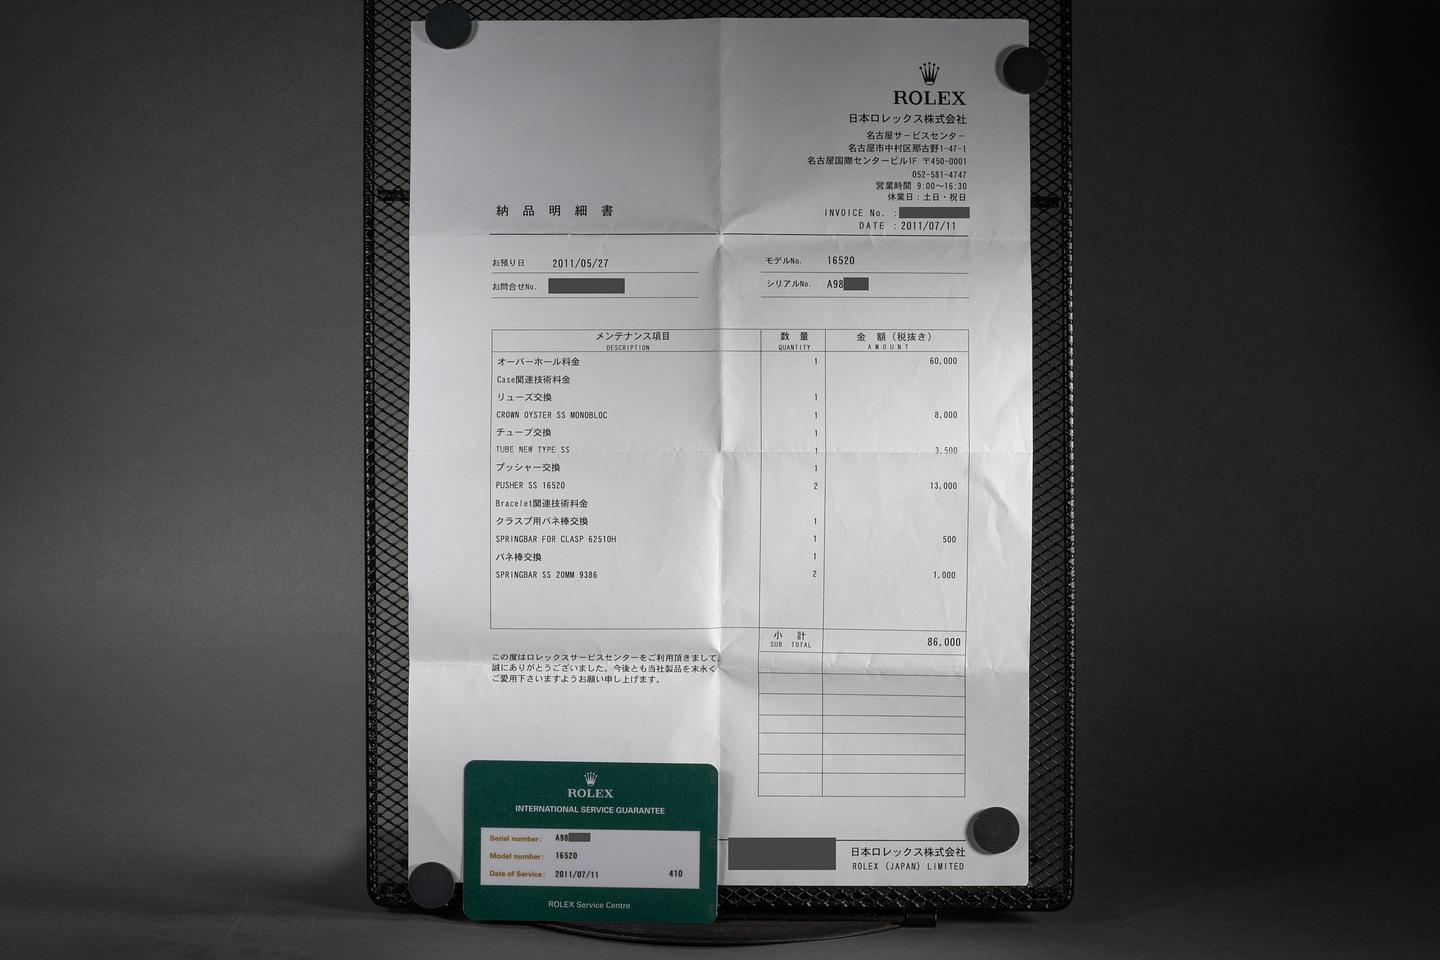 ROLEX
日本ロレックス株式会社
名古屋サービスセンター
名古屋市中村区那古野1-47-1
名古屋国際センタービル1F 〒450-0001
052-581-4747
営業時間 9:00～16:30
休業日：土日・祝日
納品明細書
INVOICE No. :
DATE : 2011/07/11
お預り日 2011/05/27
お問合せNo.
モデルNo. 16520
シリアルNo. A98
メンテナンス項目 数量 金額（税抜き）
DESCRIPTION QUANTITY AMOUNT
オーバーホール料金 1 60,000
Case関連技術料金
リューズ交換 1
CROWN OYSTER SS MONOBLOC 1 8,000
チューブ交換 1
TUBE NEW TYPE SS 1 3,500
プッシャー交換 1
PUSHER SS 16520 2 13,000
Bracelet関連技術料金
クラスプ用バネ棒交換 1
SPRINGBAR FOR CLASP 62510H 1 500
バネ棒交換 1
SPRINGBAR SS 20MM 9386 2 1,000
小計 86,000
SUB TOTAL
この度はロレックスサービスセンターをご利用頂きまして、
誠にありがとうございました。今後とも当社製品を末永く
ご愛用下さいますようお願い申し上げます。
日本ロレックス株式会社
ROLEX (JAPAN) LIMITED
ROLEX
INTERNATIONAL SERVICE GUARANTEE
Serial number: A98
Model number: 16520
Date of Service: 2011/07/11 410
ROLEX Service Centre